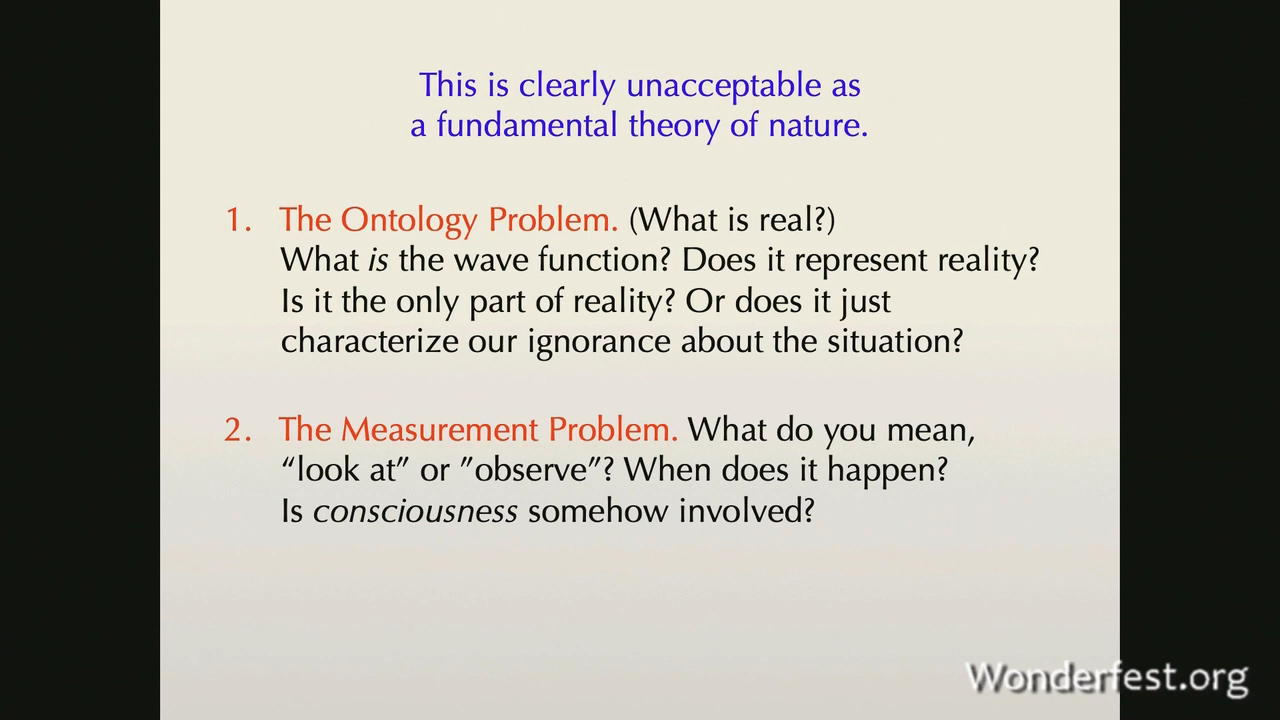 This is clearly unacceptable as
a fundamental theory of nature.
1. The Ontology Problem. (What is real?)
What is the wave function? Does it represent reality?
Is it the only part of reality? Or does it just
characterize our ignorance about the situation?
2. The Measurement Problem. What do you mean,
“look at” or ”observe”? When does it happen?
Is consciousness somehow involved?
Wonderfest.org